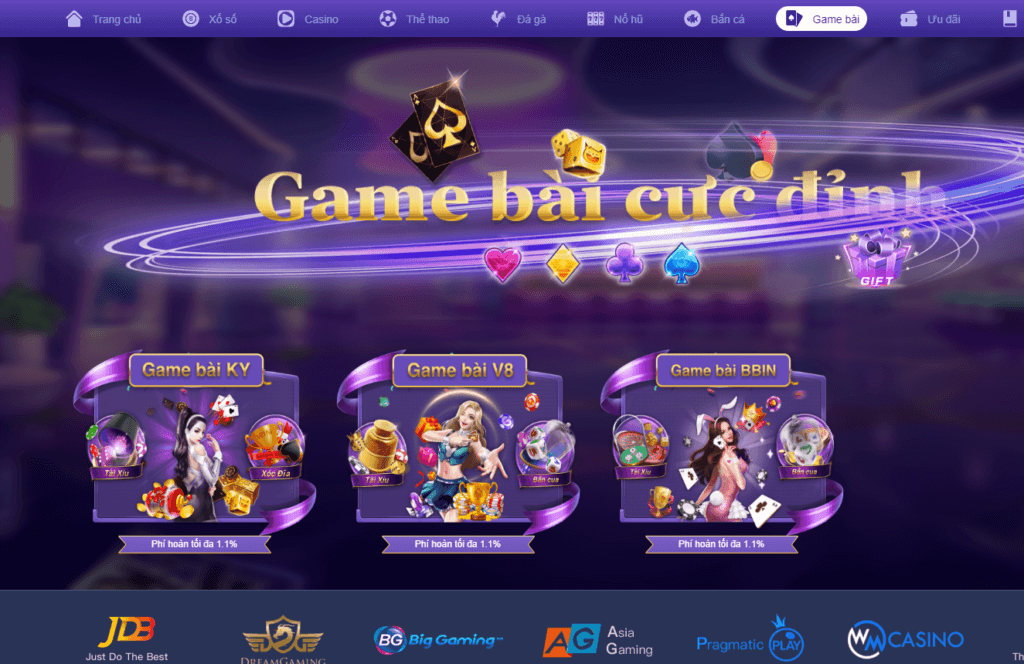 Trang chủ
Xổ số
Casino
Thể thao
Đá gà
Nổ hũ
Bắn cá
Game bài
Ưu đãi
Game bài cực đỉnh
GIFT
Game bài KY
Game bài V8
Game bài BBIN
Tài Xỉu
Xóc Đĩa
Tài Xỉu
Bầu cua
Tài Xỉu
Bầu cua
Phí hoàn tối đa 1.1%
Phí hoàn tối đa 1.1%
Phí hoàn tối đa 1.1%
JDB
Just Do The Best
DREAMGAMING
BG Big Gaming
AG Asia Gaming
Pragmatic PLAY
WM CASINO